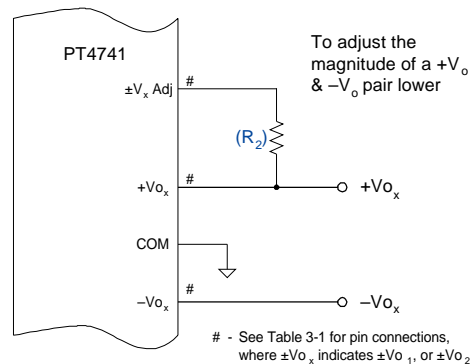 PT4741
To adjust the
magnitude of a +Vo
& –Vo pair lower
±Vx Adj
#
(R2)
+Vox
#
+Vox
COM
–Vox
#
–Vox
# - See Table 3-1 for pin connections,
where ±Vo x indicates ±Vo 1, or ±Vo 2